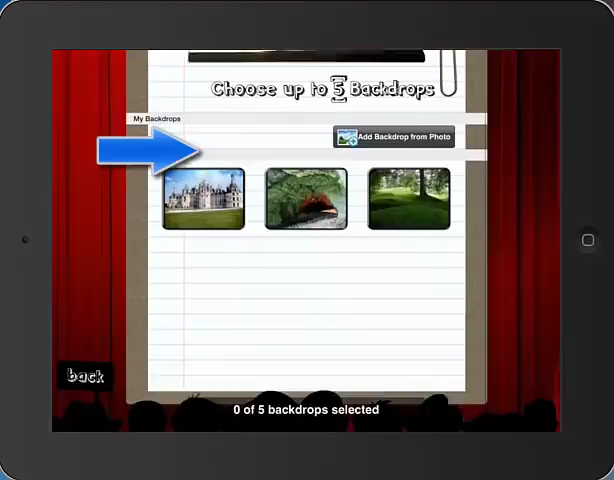 Choose up to 5 Backdrops
My Backdrops
Add Backdrop from Photo
back
0 of 5 backdrops selected